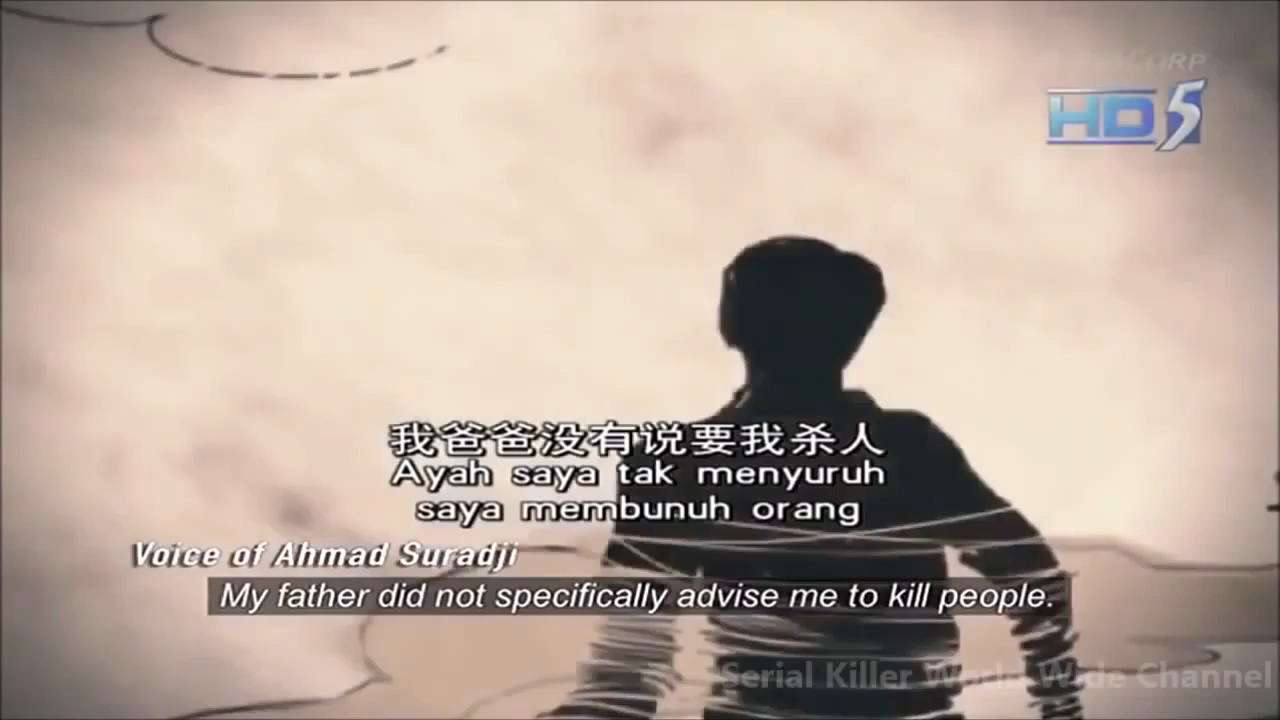 HD5
我爸爸没有说要我杀人
Ayah saya tak menyuruh
saya membunuh orang
Voice of Ahmad Suradji
My father did not specifically advise me to kill people.
Serial Killer World Wide Channel